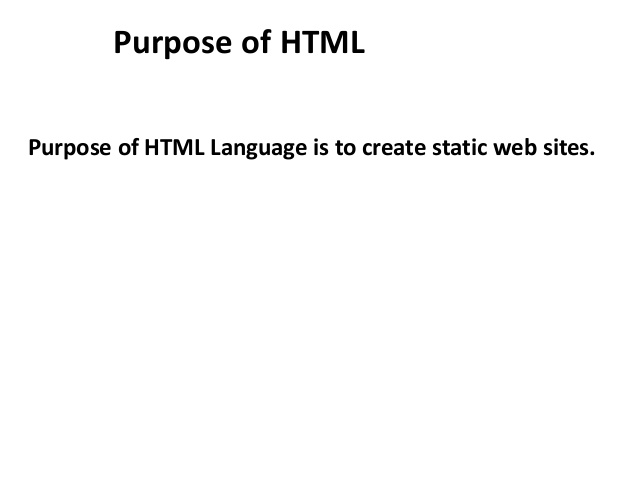 Purpose of HTML
Purpose of HTML Language is to create static web sites.